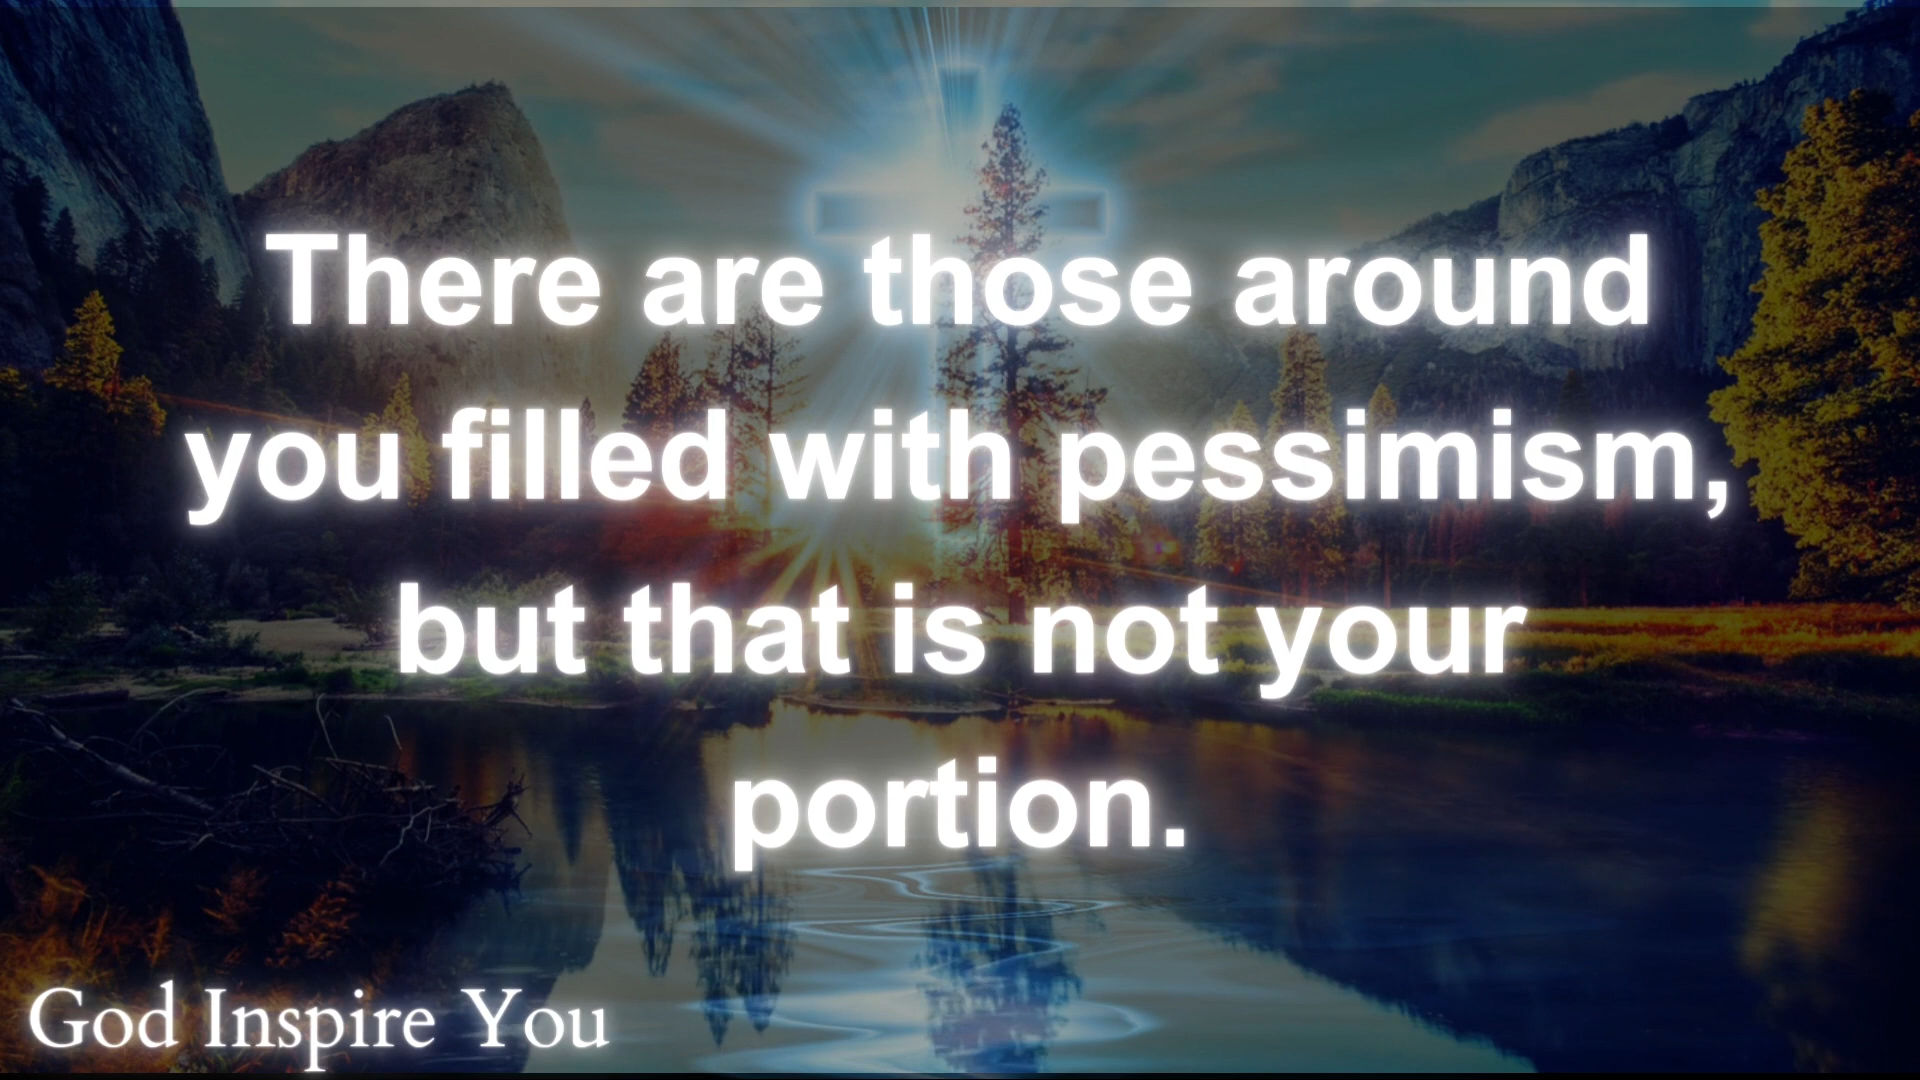 There are those around
you filled with pessimism,
but that is not your
portion.
God Inspire You